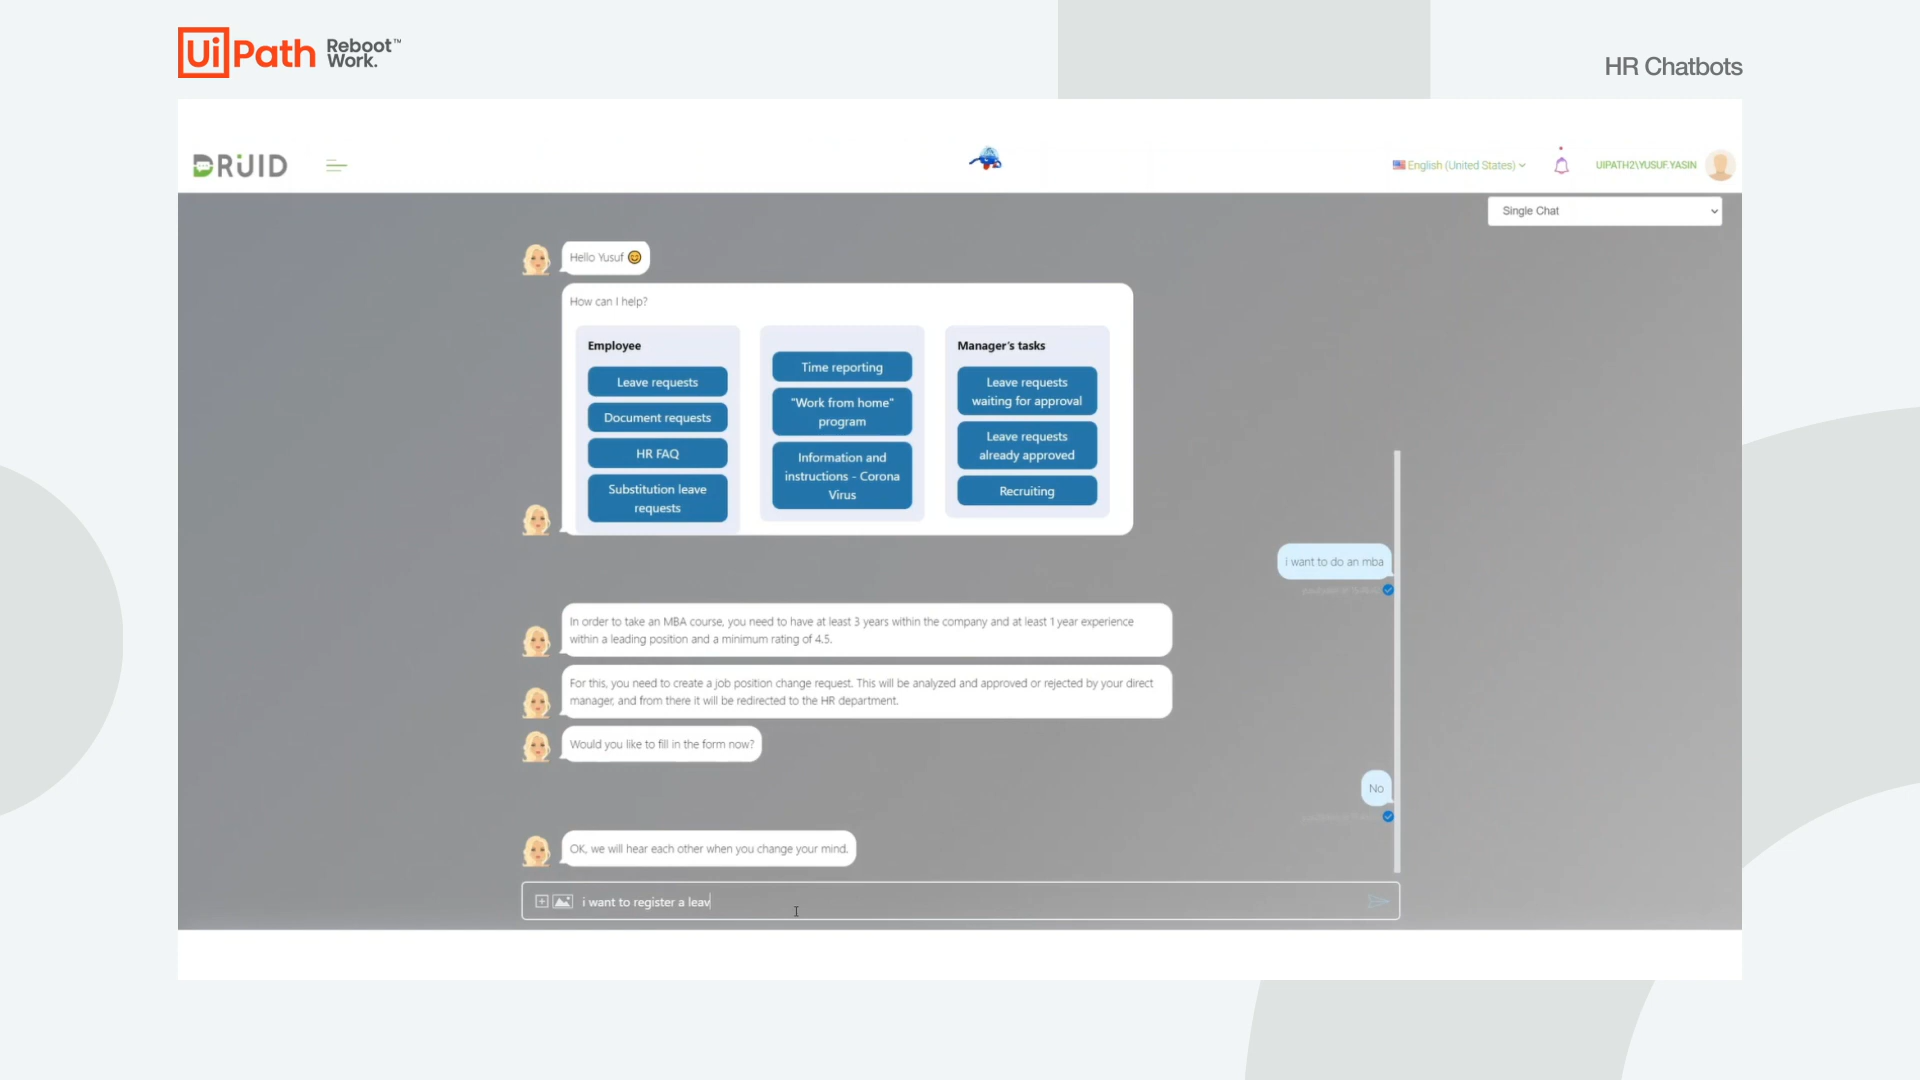 UiPath Reboot™
Work.
HR Chatbots
DRUID
English (United States)
UIPATH2\YUSUF.YASIN
Single Chat
Hello Yusuf
How can I help?
Employee
Leave requests
Document requests
HR FAQ
Substitution leave
requests
Time reporting
"Work from home"
program
Information and
instructions - Corona
Virus
Manager's tasks
Leave requests
waiting for approval
Leave requests
already approved
Recruiting
i want to do an mba
In order to take an MBA course, you need to have at least 3 years within the company and at least 1 year experience
within a leading position and a minimum rating of 4.5.
For this, you need to create a job position change request. This will be analyzed and approved or rejected by your direct
manager, and from there it will be redirected to the HR department.
Would you like to fill in the form now?
No
OK, we will hear each other when you change your mind.
i want to register a leav